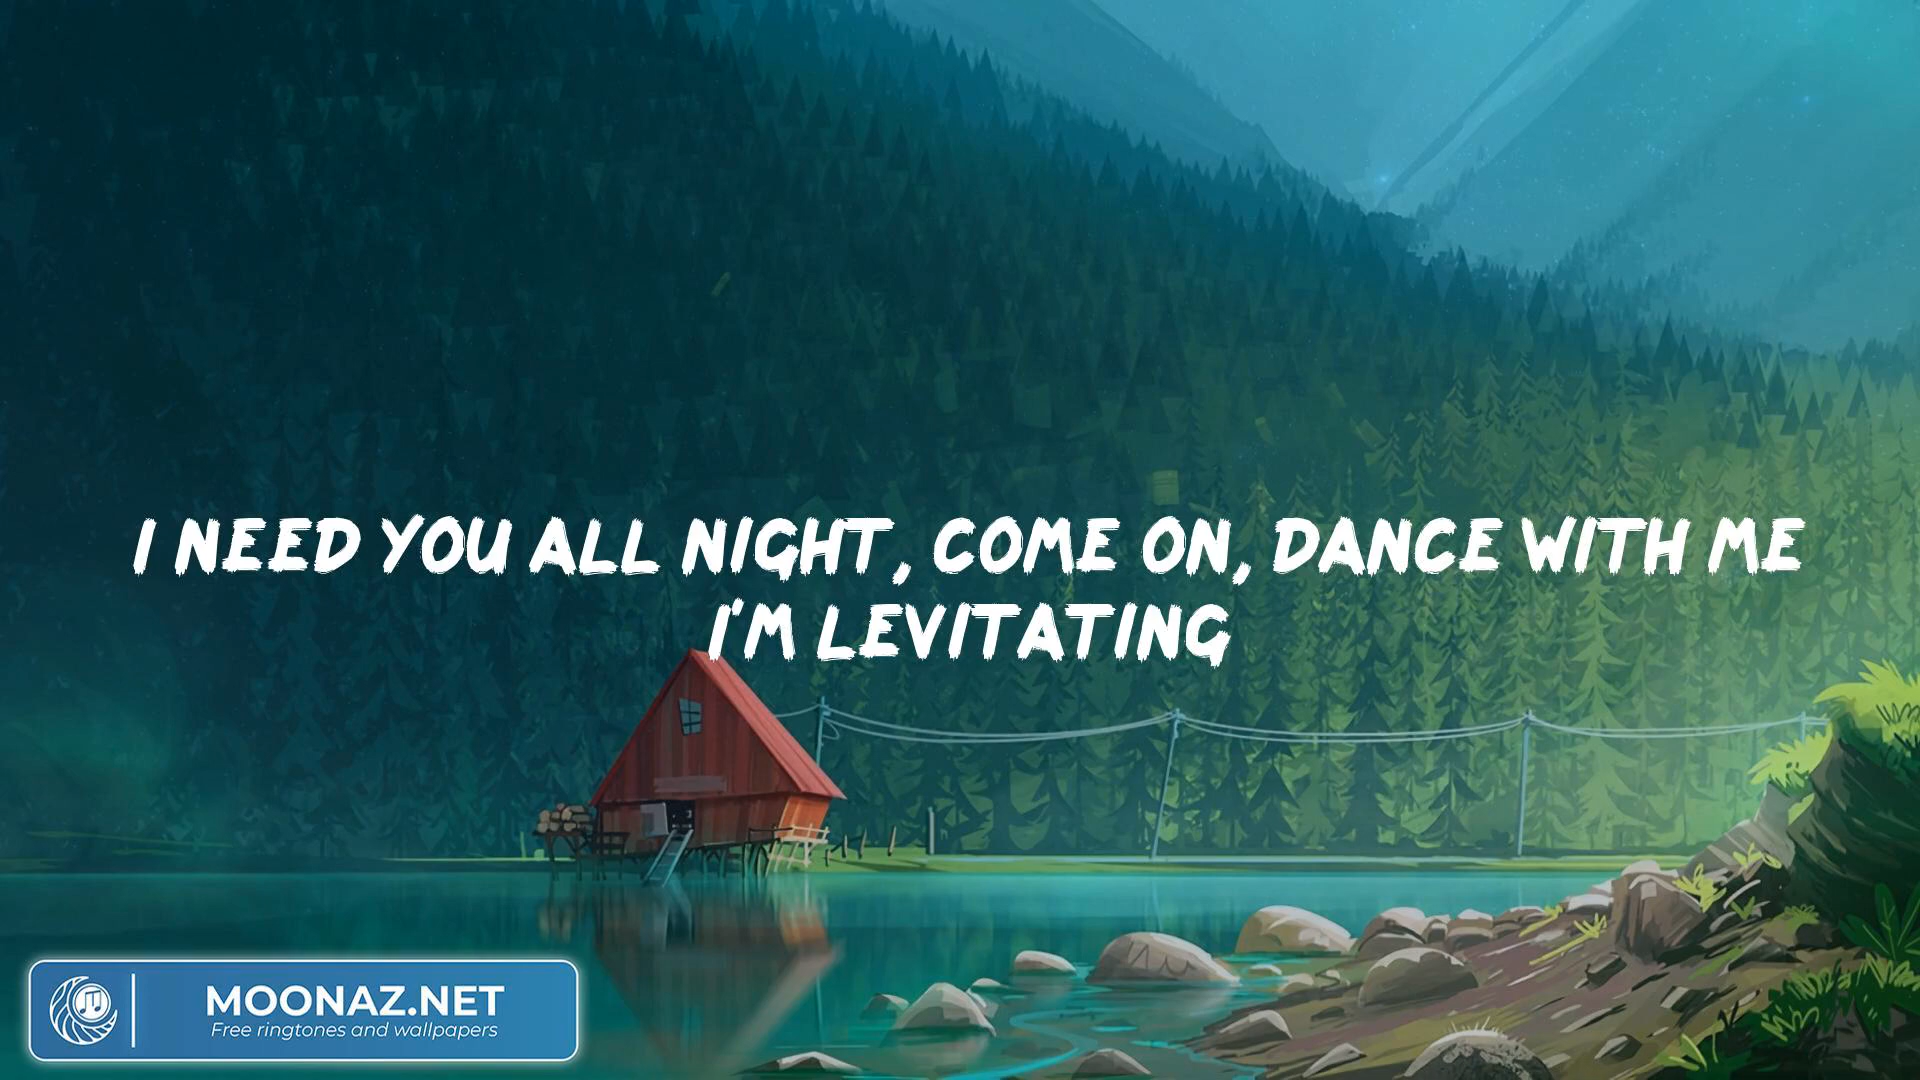 I NEED YOU ALL NIGHT, COME ON, DANCE WITH ME
I'M LEVITATING
MOONAZ.NET
Free ringtones and wallpapers